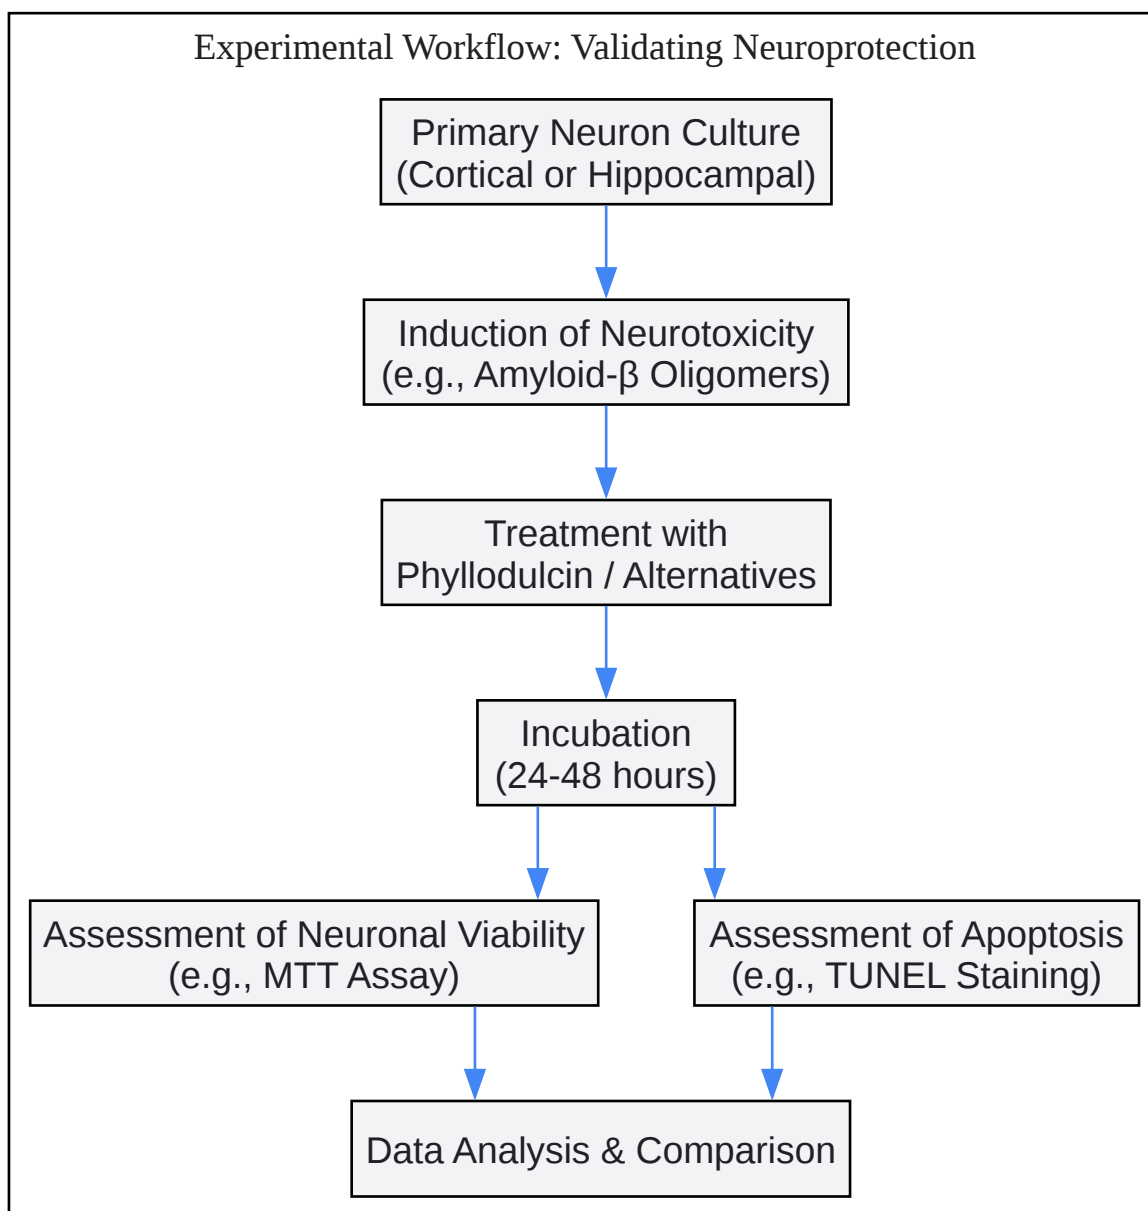 Experimental Workflow: Validating Neuroprotection
Primary Neuron Culture
(Cortical or Hippocampal)
Induction of Neurotoxicity
(e.g., Amyloid-β Oligomers)
Treatment with
Phyllodulcin / Alternatives
Incubation
(24-48 hours)
Assessment of Neuronal Viability
(e.g., MTT Assay)
Assessment of Apoptosis
(e.g., TUNEL Staining)
Data Analysis & Comparison